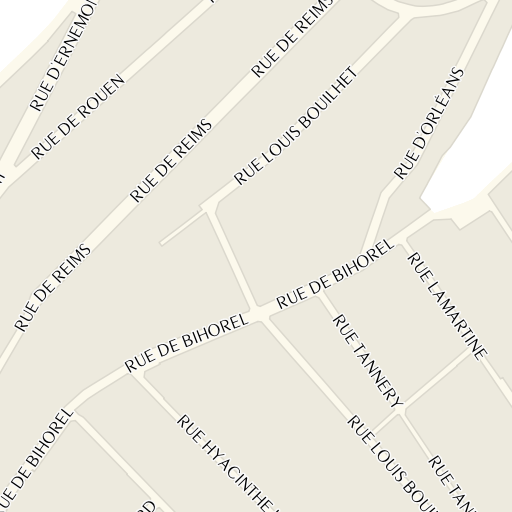 RUE D'ERNEMO
RUE DE REIMS
RUE DE ROUEN
RUE LOUIS BOUILHET
RUE D'ORLÉANS
RUE DE REIMS
RUE DE REIMS
RUE DE BIHOREL
RUE LAMARTINE
RUE DE BIHOREL
RUE TANNERY
RUE DE BIHOREL
RUE HYACINTHE
RUE LOUIS BOUI
RUE TAN
RD